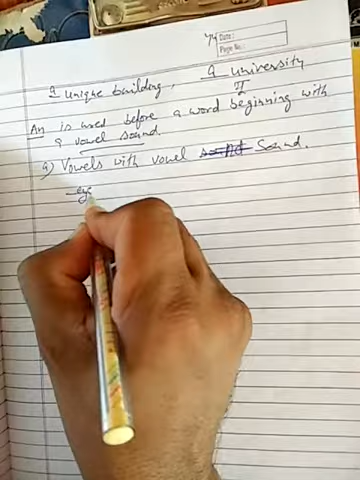 Date:
Page No.:
a unique building, a university
यू
An is used before a word beginning with
a vowel sound.
a) Vowels with vowel Sound.
eye